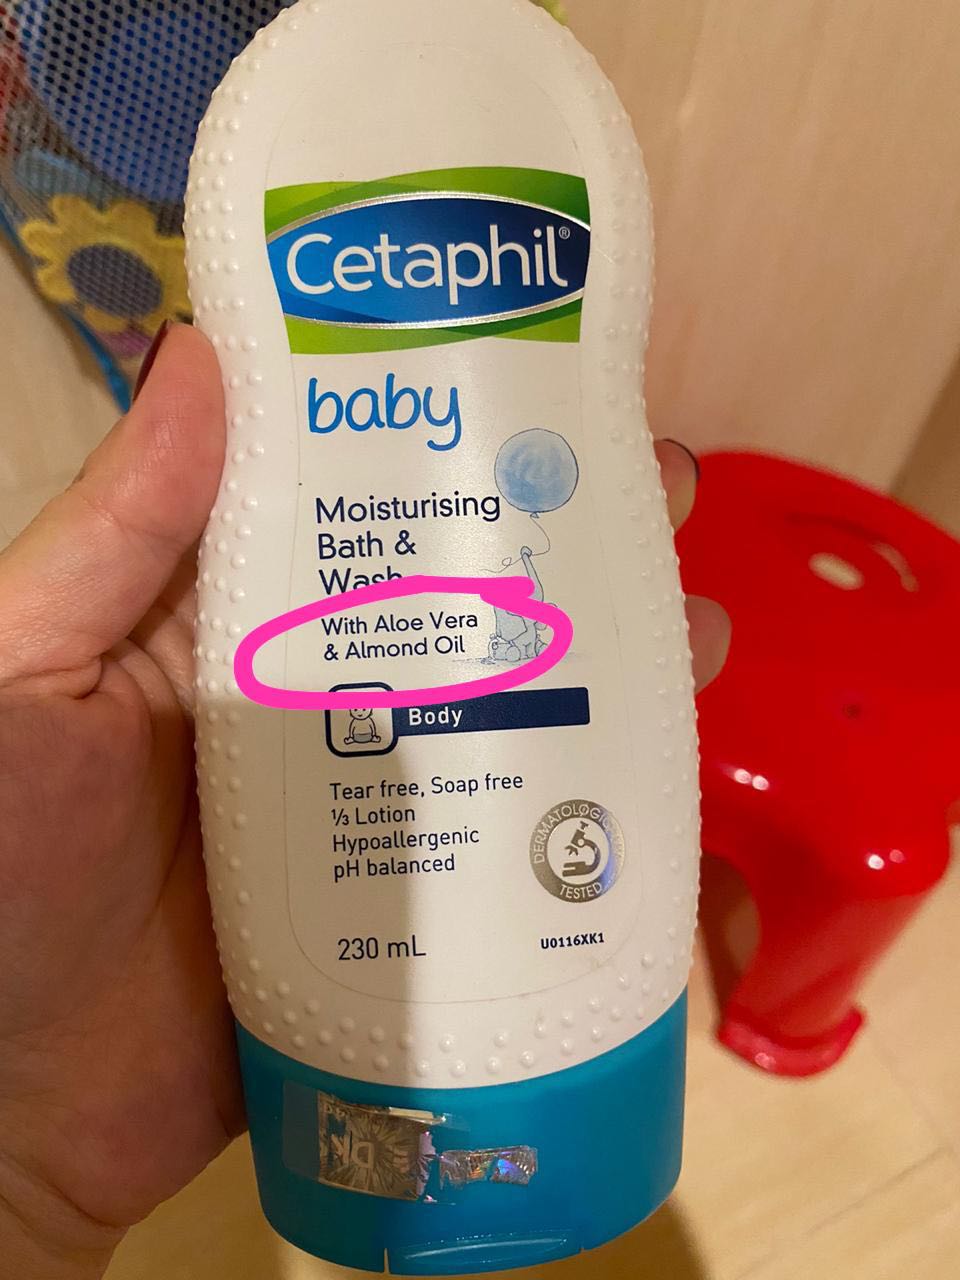 Cetaphil®
baby
Moisturising
Bath &
Wash
With Aloe Vera
& Almond Oil
Body
Tear free, Soap free
⅓ Lotion
Hypoallergenic
pH balanced
TESTED
230 mL
U0116XK1